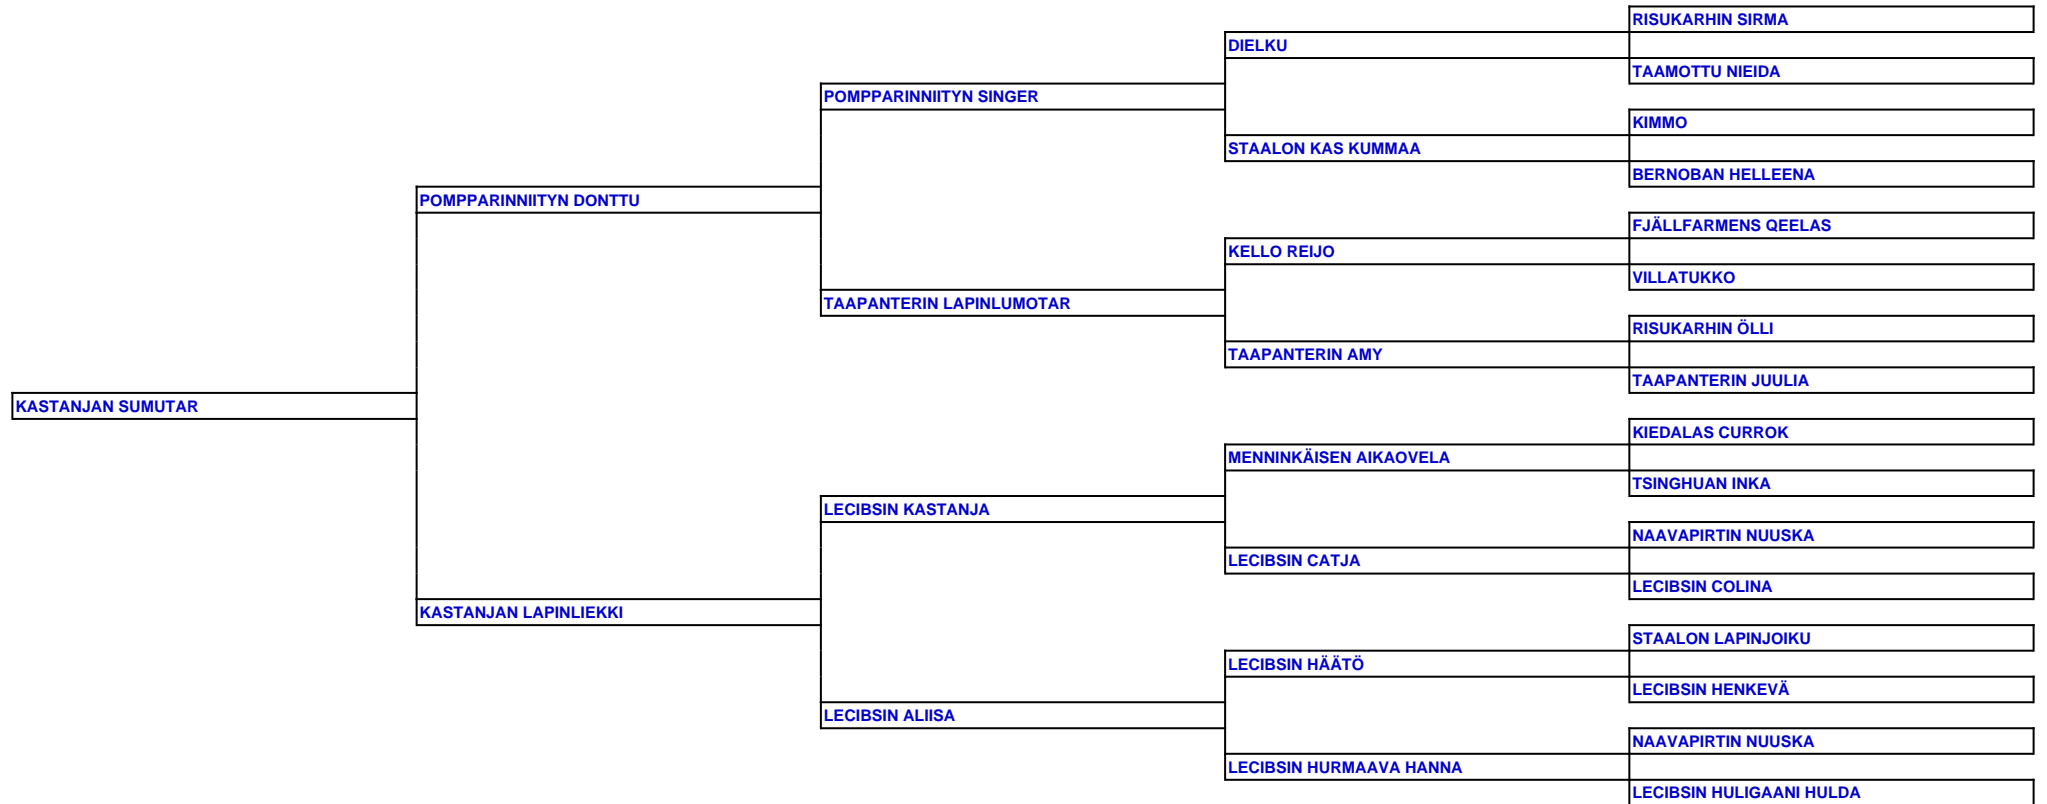 RISUKARHIN SIRMA
DIELKU
TAAMOTTU NIEIDA
POMPPARINNIITYN SINGER
KIMMO
STAALON KAS KUMMAA
BERNOBAN HELLEENA
POMPPARINNIITYN DONTTU
FJÄLLFARMENS QEELAS
KELLO REIJO
VILLATUKKO
TAAPANTERIN LAPINLUMOTAR
RISUKARHIN ÖLLI
TAAPANTERIN AMY
TAAPANTERIN JUULIA
KASTANJAN SUMUTAR
KIEDALAS CURROK
MENNINKÄISEN AIKAOVELA
TSINGHUAN INKA
LECIBSIN KASTANJA
NAAVAPIRTIN NUUSKA
LECIBSIN CATJA
LECIBSIN COLINA
KASTANJAN LAPINLIEKKI
STAALON LAPINJOIKU
LECIBSIN HÄÄTÖ
LECIBSIN HENKEVÄ
LECIBSIN ALIISA
NAAVAPIRTIN NUUSKA
LECIBSIN HURMAAVA HANNA
LECIBSIN HULIGAANI HULDA